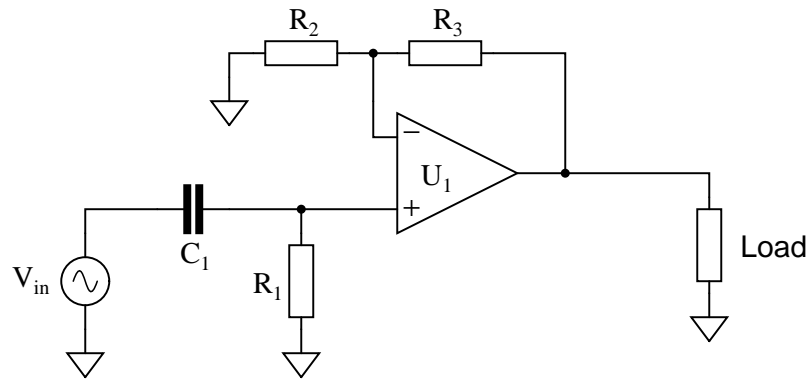 R₂
R₃
−
U₁
+
C₁
Load
Vᵢₙ
R₁